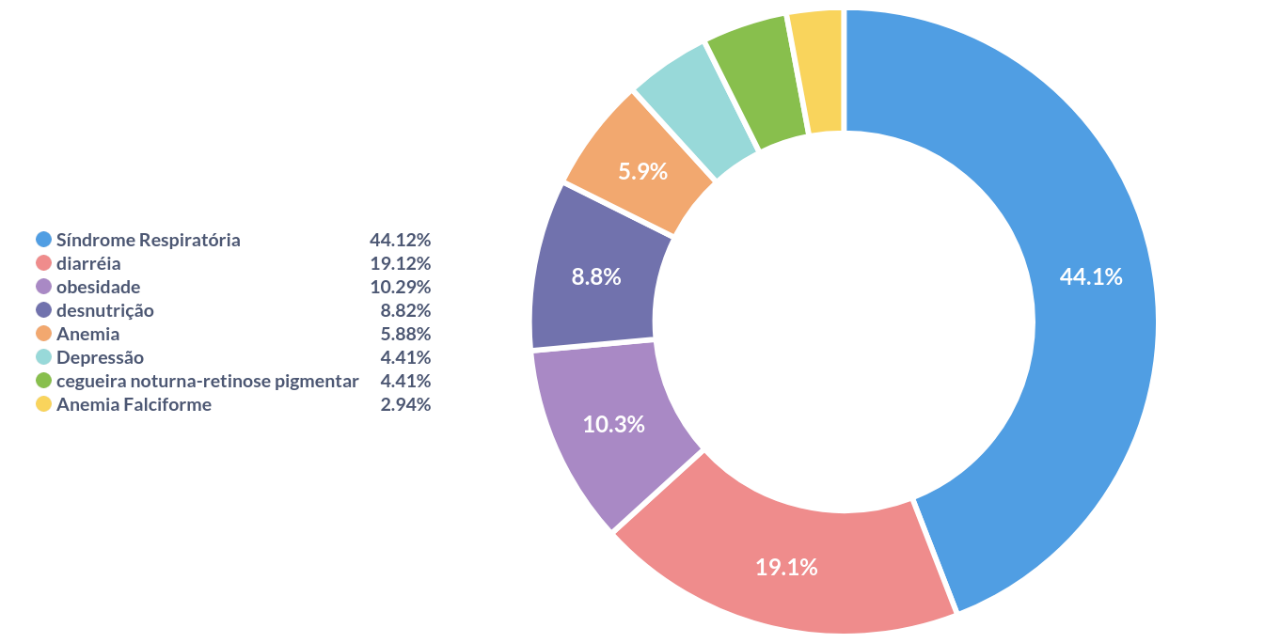 Síndrome Respiratória 44.12%
diarréia 19.12%
obesidade 10.29%
desnutrição 8.82%
Anemia 5.88%
Depressão 4.41%
cegueira noturna-retinose pigmentar 4.41%
Anemia Falciforme 2.94%
5.9%
8.8%
44.1%
10.3%
19.1%